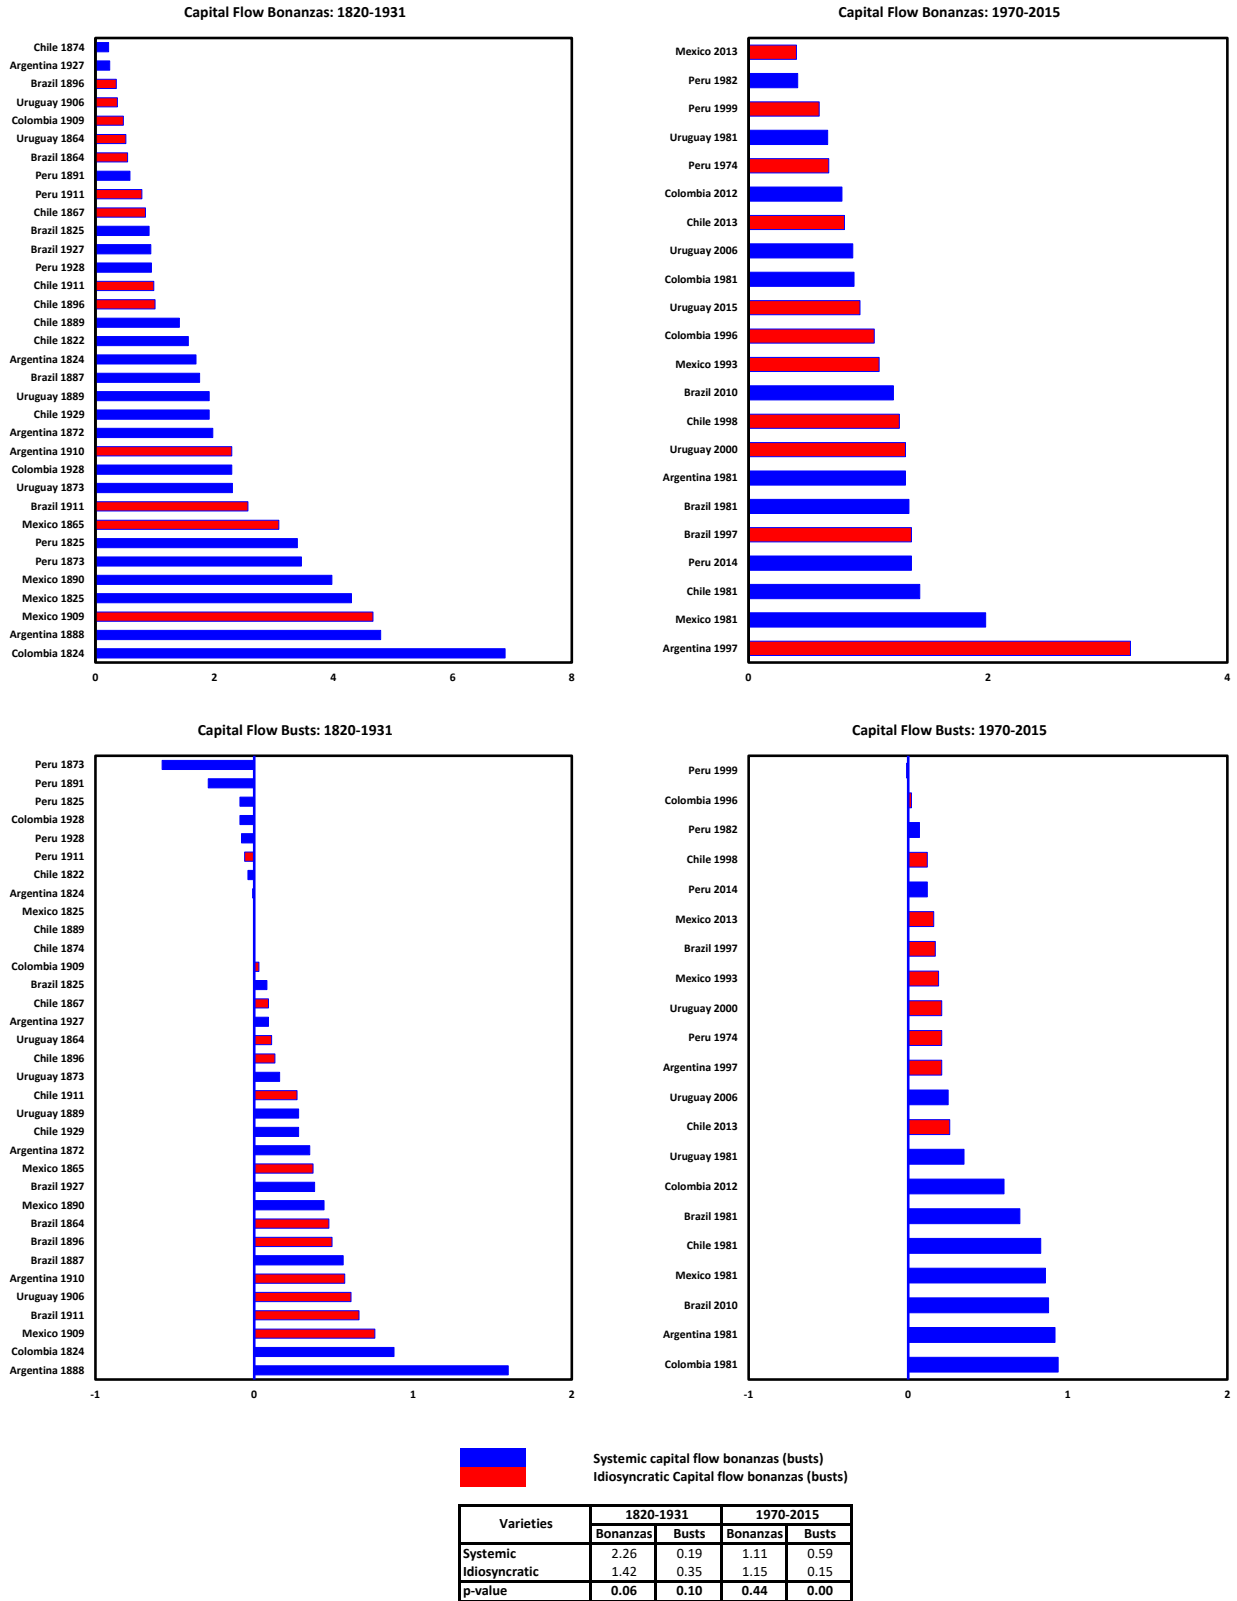 Capital Flow Bonanzas: 1820-1931
Chile 1874
Argentina 1927
Brazil 1896
Uruguay 1906
Colombia 1909
Uruguay 1864
Brazil 1864
Peru 1891
Peru 1911
Chile 1867
Brazil 1825
Brazil 1927
Peru 1928
Chile 1911
Chile 1896
Chile 1889
Chile 1822
Argentina 1824
Brazil 1887
Uruguay 1889
Chile 1929
Argentina 1872
Argentina 1910
Colombia 1928
Uruguay 1873
Brazil 1911
Mexico 1865
Peru 1825
Peru 1873
Mexico 1890
Mexico 1825
Mexico 1909
Argentina 1888
Colombia 1824
0 2 4 6 8
Capital Flow Bonanzas: 1970-2015
Mexico 2013
Peru 1982
Peru 1999
Uruguay 1981
Peru 1974
Colombia 2012
Chile 2013
Uruguay 2006
Colombia 1981
Uruguay 2015
Colombia 1996
Mexico 1993
Brazil 2010
Chile 1998
Uruguay 2000
Argentina 1981
Brazil 1981
Brazil 1997
Peru 2014
Chile 1981
Mexico 1981
Argentina 1997
0 2 4
Capital Flow Busts: 1820-1931
Peru 1873
Peru 1891
Peru 1825
Colombia 1928
Peru 1928
Peru 1911
Chile 1822
Argentina 1824
Mexico 1825
Chile 1889
Chile 1874
Colombia 1909
Brazil 1825
Chile 1867
Argentina 1927
Uruguay 1864
Chile 1896
Uruguay 1873
Chile 1911
Uruguay 1889
Chile 1929
Argentina 1872
Mexico 1865
Brazil 1927
Mexico 1890
Brazil 1864
Brazil 1896
Brazil 1887
Argentina 1910
Uruguay 1906
Brazil 1911
Mexico 1909
Colombia 1824
Argentina 1888
-1 0 1 2
Capital Flow Busts: 1970-2015
Peru 1999
Colombia 1996
Peru 1982
Chile 1998
Peru 2014
Mexico 2013
Brazil 1997
Mexico 1993
Uruguay 2000
Peru 1974
Argentina 1997
Uruguay 2006
Chile 2013
Uruguay 1981
Colombia 2012
Brazil 1981
Chile 1981
Mexico 1981
Brazil 2010
Argentina 1981
Colombia 1981
-1 0 1 2
Systemic capital flow bonanzas (busts)
Idiosyncratic Capital flow bonanzas (busts)
Varieties 1820-1931 1970-2015
Bonanzas Busts Bonanzas Busts
Systemic 2.26 0.19 1.11 0.59
Idiosyncratic 1.42 0.35 1.15 0.15
p-value 0.06 0.10 0.44 0.00